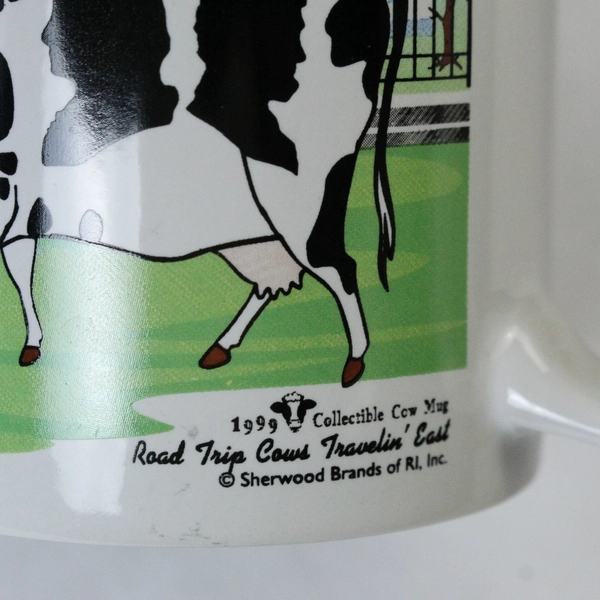 1999 Collectible Cow Mug
Road Trip Cows Travelin' East
© Sherwood Brands of RI, Inc.